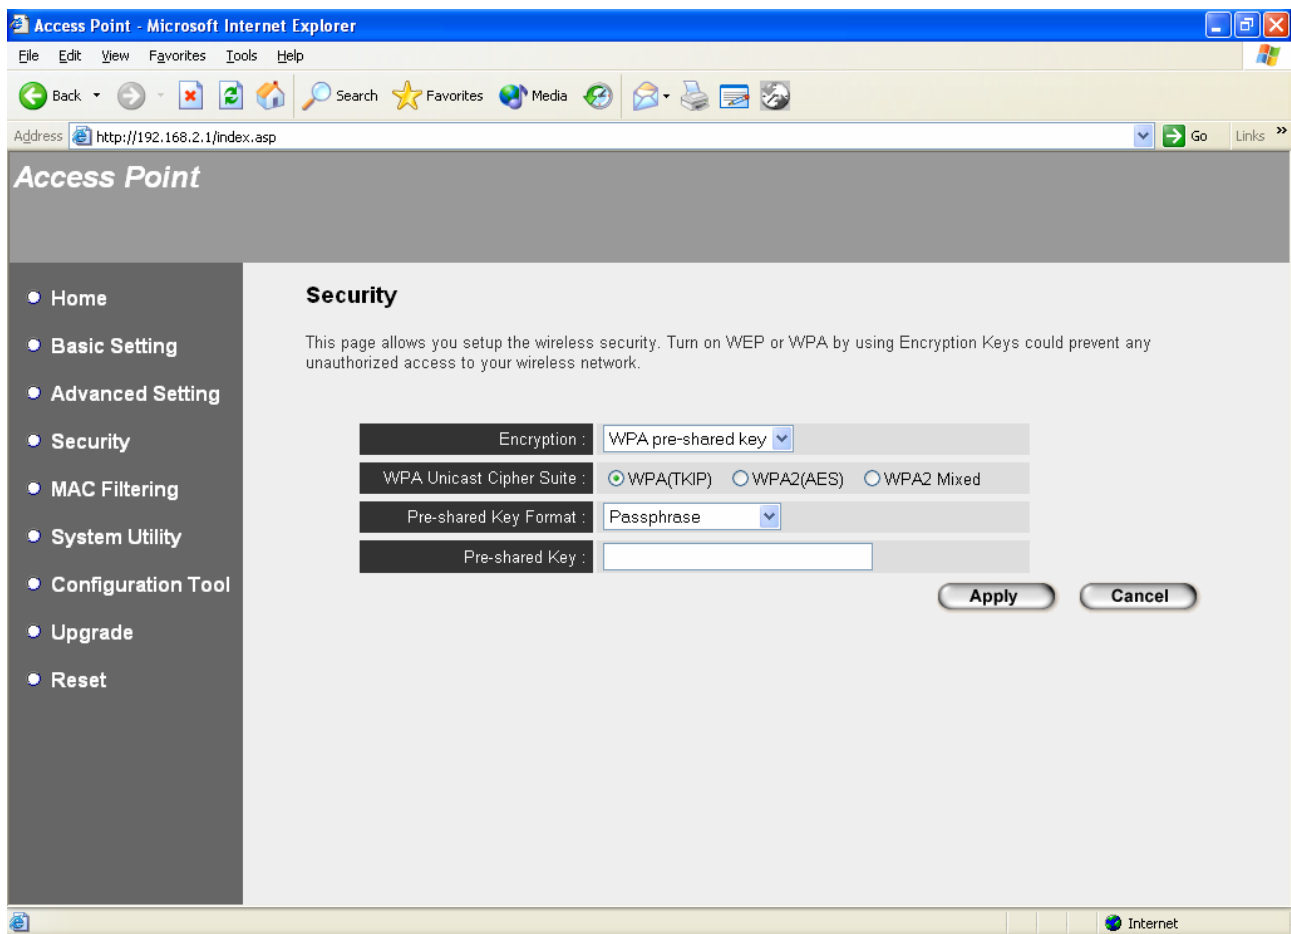 Access Point - Microsoft Internet Explorer
File Edit View Favorites Tools Help
Back Search Favorites Media
Address http://192.168.2.1/index.asp Go Links »
Access Point
Home
Basic Setting
Advanced Setting
Security
MAC Filtering
System Utility
Configuration Tool
Upgrade
Reset
Security
This page allows you setup the wireless security. Turn on WEP or WPA by using Encryption Keys could prevent any
unauthorized access to your wireless network.
Encryption : WPA pre-shared key
WPA Unicast Cipher Suite : WPA(TKIP) WPA2(AES) WPA2 Mixed
Pre-shared Key Format : Passphrase
Pre-shared Key :
Apply Cancel
Internet